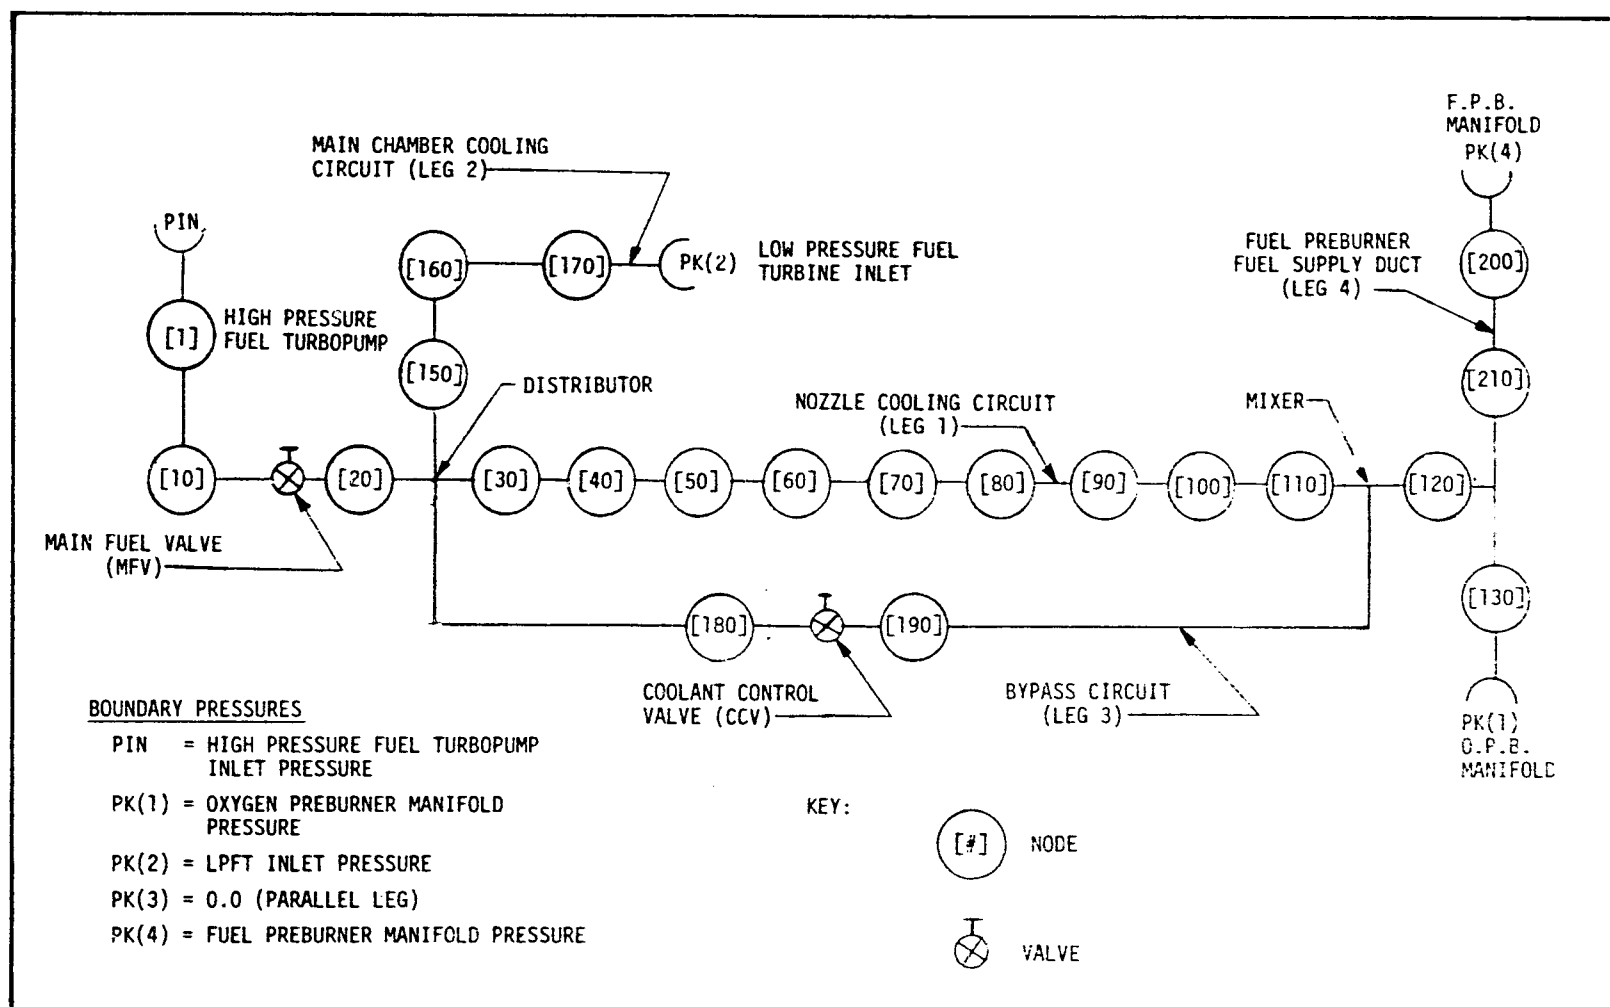 F.P.B.
MANIFOLD
PK(4)
MAIN CHAMBER COOLING
CIRCUIT (LEG 2)
PIN
[160]
[170]
PK(2)
LOW PRESSURE FUEL
TURBINE INLET
FUEL PREBURNER
FUEL SUPPLY DUCT
(LEG 4)
[200]
[1]
HIGH PRESSURE
FUEL TURBOPUMP
[150]
DISTRIBUTOR
NOZZLE COOLING CIRCUIT
(LEG 1)
MIXER
[210]
[10]
[20]
[30]
[40]
[50]
[60]
[70]
[80]
[90]
[100]
[110]
[120]
MAIN FUEL VALVE
(MFV)
[130]
[180]
[190]
COOLANT CONTROL
VALVE (CCV)
BYPASS CIRCUIT
(LEG 3)
PK(1)
O.P.B.
MANIFOLD
BOUNDARY PRESSURES
PIN = HIGH PRESSURE FUEL TURBOPUMP
INLET PRESSURE
PK(1) = OXYGEN PREBURNER MANIFOLD
PRESSURE
PK(2) = LPFT INLET PRESSURE
PK(3) = 0.0 (PARALLEL LEG)
PK(4) = FUEL PREBURNER MANIFOLD PRESSURE
KEY:
[#]
NODE
VALVE